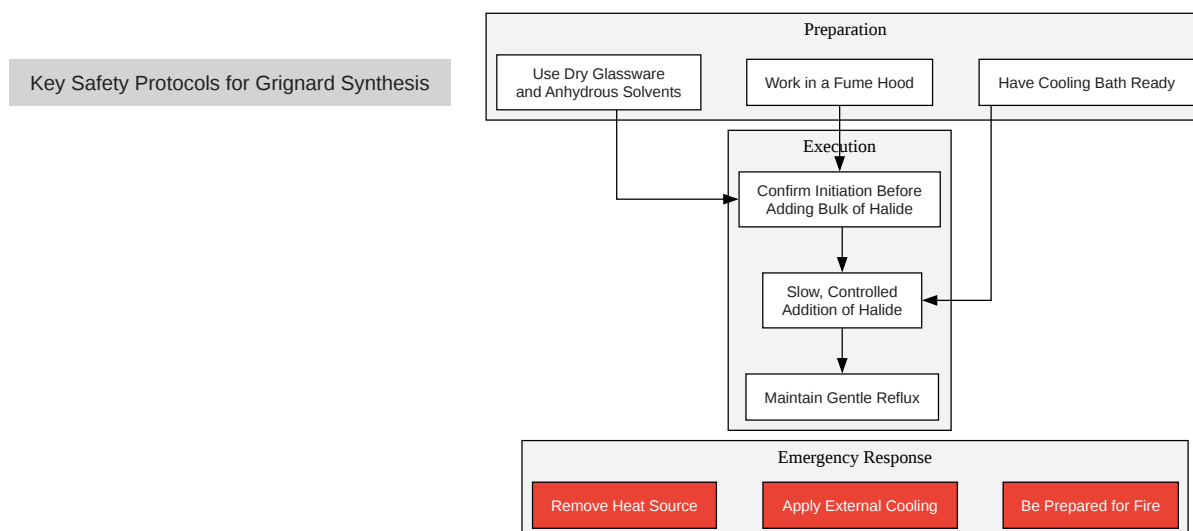 Key Safety Protocols for Grignard Synthesis
Preparation
Use Dry Glassware
and Anhydrous Solvents
Work in a Fume Hood
Have Cooling Bath Ready
Execution
Confirm Initiation Before
Adding Bulk of Halide
Slow, Controlled
Addition of Halide
Maintain Gentle Reflux
Emergency Response
Remove Heat Source
Apply External Cooling
Be Prepared for Fire